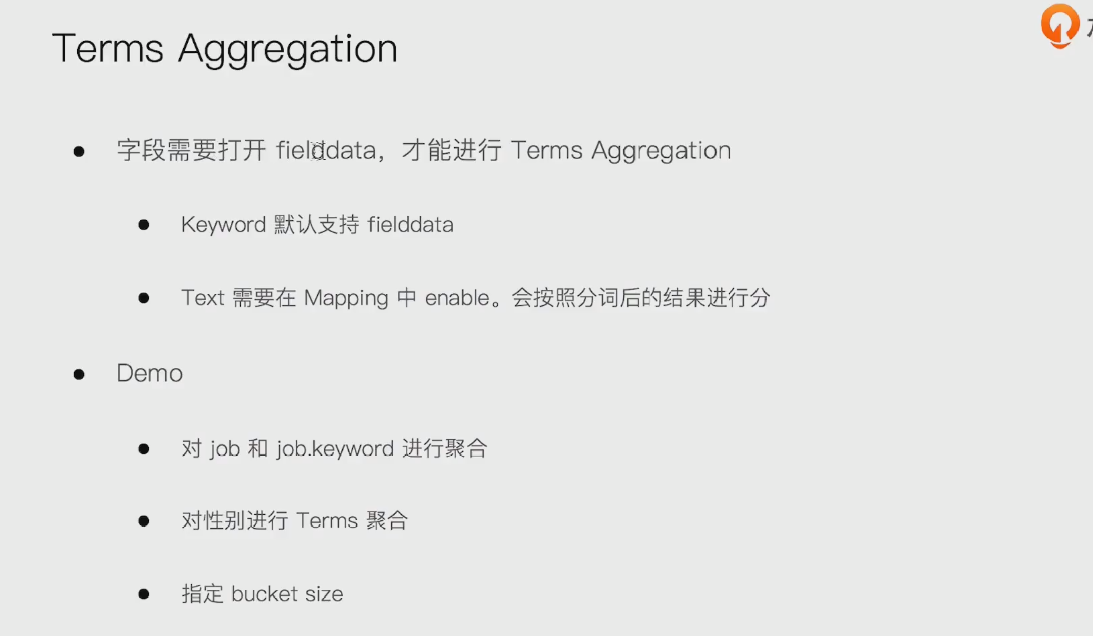 Terms Aggregation
字段需要打开 fielddata，才能进行 Terms Aggregation
Keyword 默认支持 fielddata
Text 需要在 Mapping 中 enable。会按照分词后的结果进行分
Demo
对 job 和 job.keyword 进行聚合
对性别进行 Terms 聚合
指定 bucket size